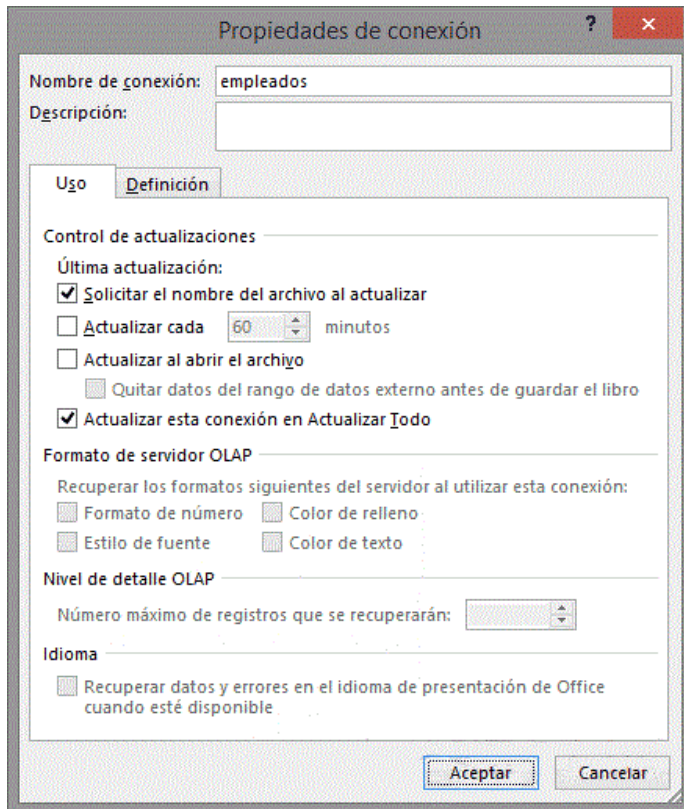 Propiedades de conexión ? ×
Nombre de conexión: empleados
Descripción:
Uso Definición
Control de actualizaciones
Última actualización:
Solicitar el nombre del archivo al actualizar
Actualizar cada 60 minutos
Actualizar al abrir el archivo
Quitar datos del rango de datos externo antes de guardar el libro
Actualizar esta conexión en Actualizar Todo
Formato de servidor OLAP
Recuperar los formatos siguientes del servidor al utilizar esta conexión:
Formato de número Color de relleno
Estilo de fuente Color de texto
Nivel de detalle OLAP
Número máximo de registros que se recuperarán:
Idioma
Recuperar datos y errores en el idioma de presentación de Office
cuando esté disponible
Aceptar Cancelar